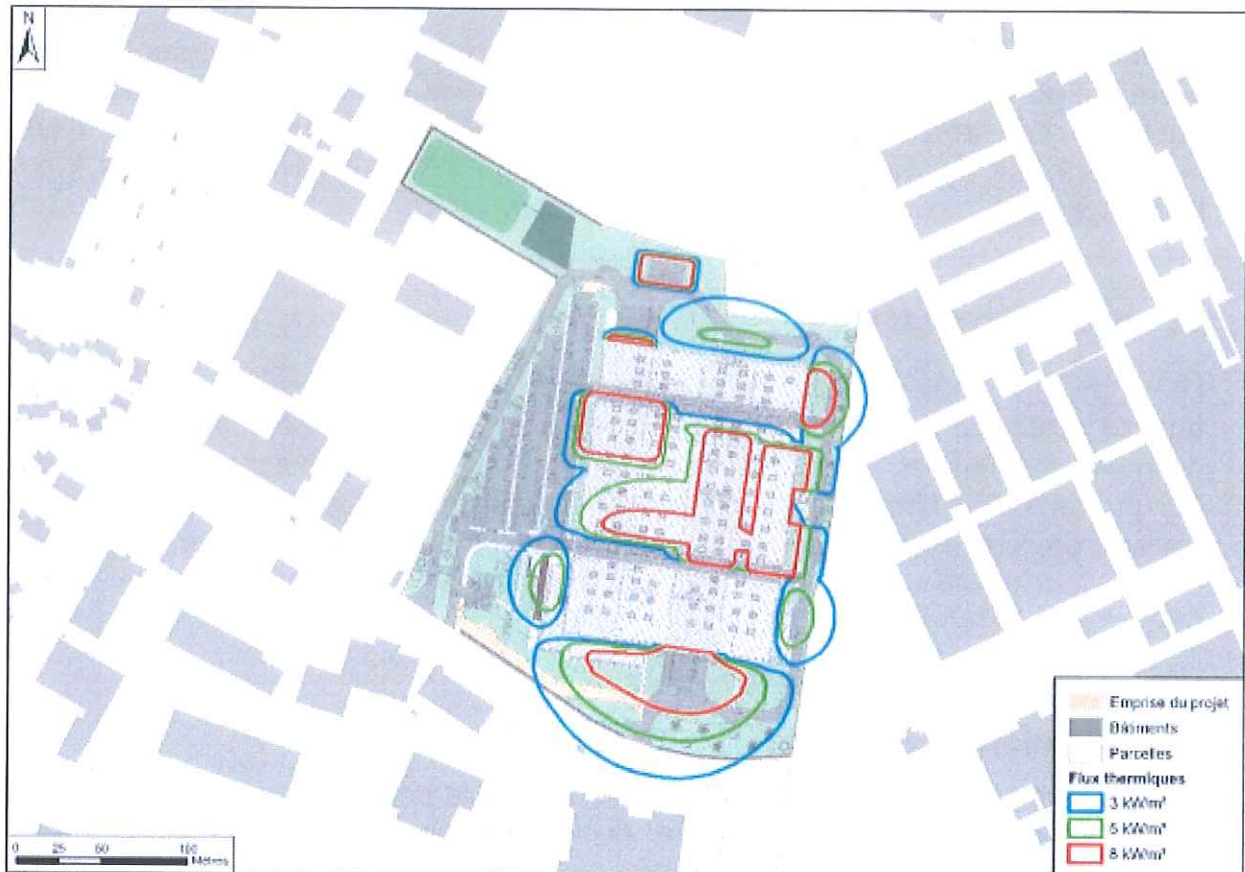 N
Emprise du projet
Bâtiments
Parcelles
Flux thermiques
3 kW/m²
5 kW/m²
8 kW/m²
0 25 50 100
Mètres